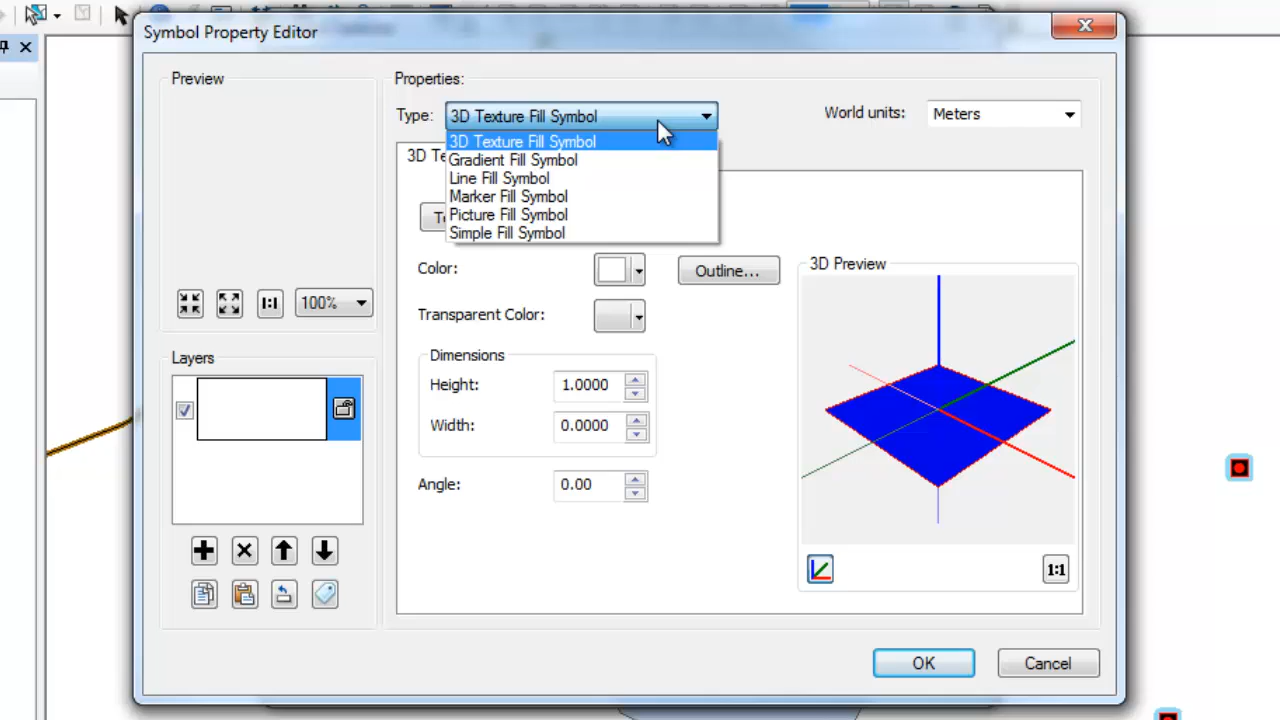 Symbol Property Editor
Preview
Properties:
Type:
3D Texture Fill Symbol
World units:
Meters
3D Texture Fill Symbol
Gradient Fill Symbol
Line Fill Symbol
Marker Fill Symbol
Picture Fill Symbol
Simple Fill Symbol
3D Te
Color:
Outline...
3D Preview
1:1
100%
Transparent Color:
Layers
Dimensions
Height:
1.0000
Width:
0.0000
Angle:
0.00
1:1
OK
Cancel